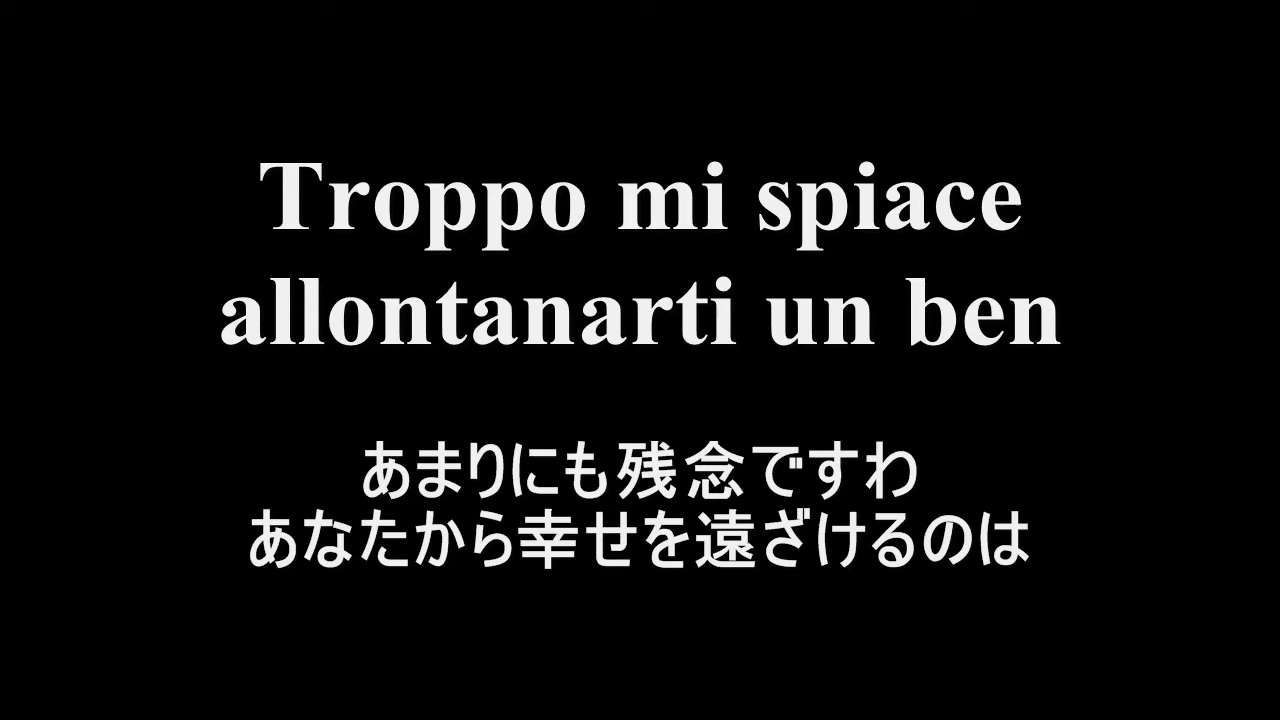 Troppo mi spiace
allontanarti un ben
あまりにも残念ですわ
あなたから幸せを遠ざけるのは